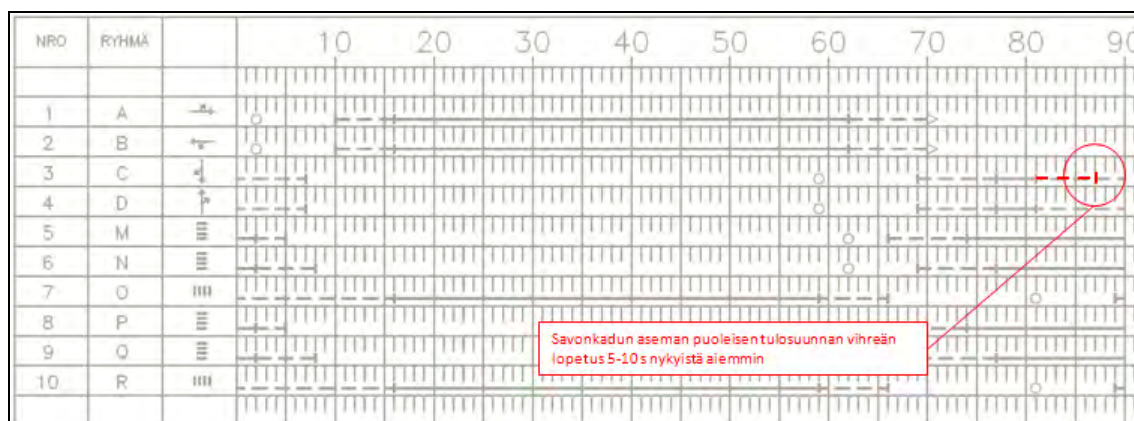 NRO RYHMÄ 10 20 30 40 50 60 70 80 90
1 A
2 B
3 C
4 D
5 M
6 N
7 O
8 P
9 Q
10 R
Savonkadun aseman puoleisen tulosuunnan vihreän
lopetus 5-10 s nykyistä aiemmin